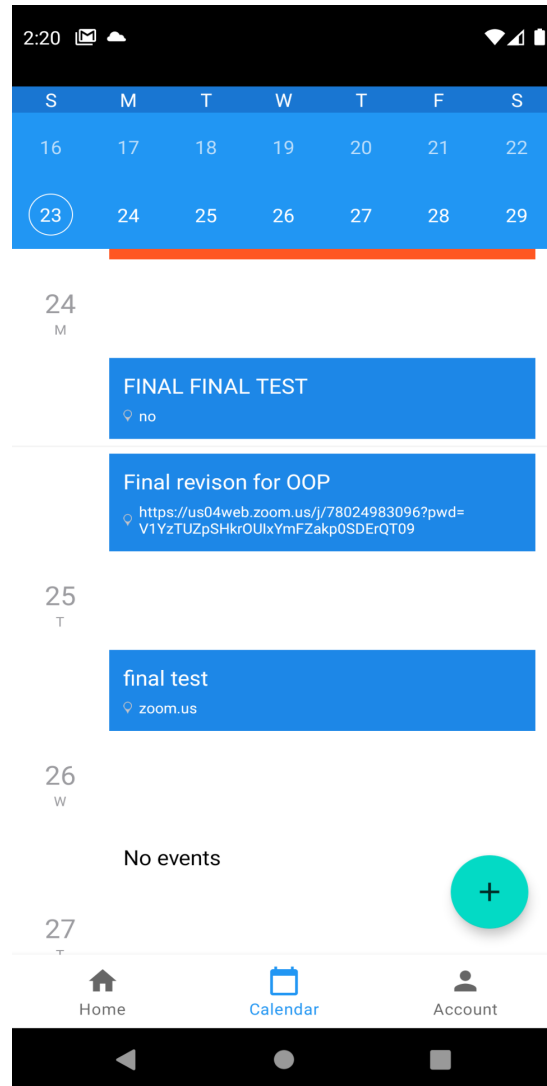 2:20
S M T W T F S
16 17 18 19 20 21 22
23 24 25 26 27 28 29
24
M
FINAL FINAL TEST
no
Final revison for OOP
https://us04web.zoom.us/j/78024983096?pwd=
V1YzTUZpSHkrOUIxYmFZakp0SDErQT09
25
T
final test
zoom.us
26
W
No events
27
T
Home Calendar Account